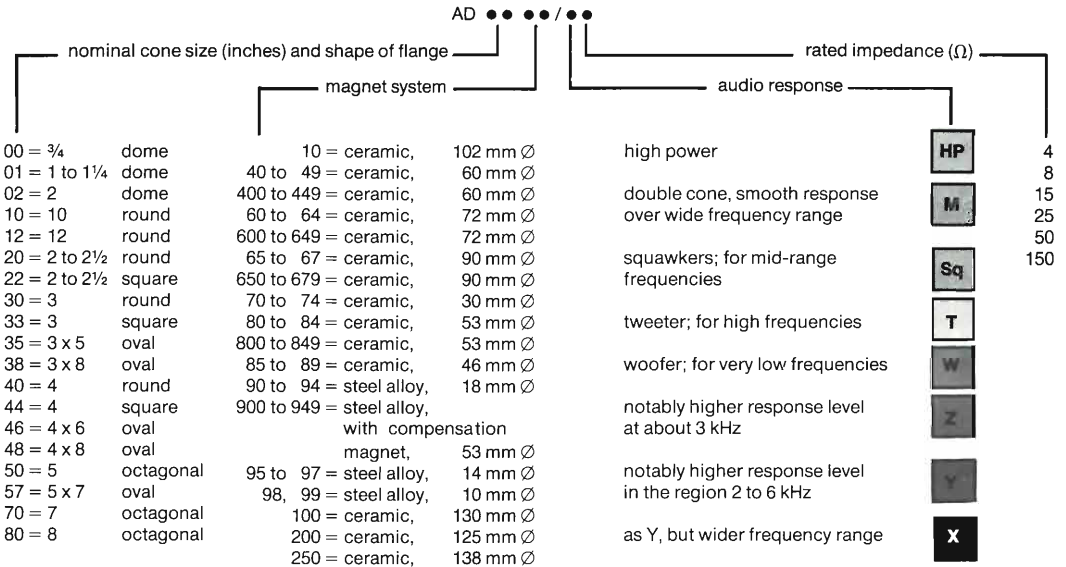 AD ●● ●●/●●
nominal cone size (inches) and shape of flange
rated impedance (Ω)
magnet system
audio response
00 = ¾ dome
01 = 1 to 1¼ dome
02 = 2 dome
10 = 10 round
12 = 12 round
20 = 2 to 2½ round
22 = 2 to 2½ square
30 = 3 round
33 = 3 square
35 = 3 x 5 oval
38 = 3 x 8 oval
40 = 4 round
44 = 4 square
46 = 4 x 6 oval
48 = 4 x 8 oval
50 = 5 octagonal
57 = 5 x 7 oval
70 = 7 octagonal
80 = 8 octagonal
10 = ceramic, 102 mm ∅
40 to 49 = ceramic, 60 mm ∅
400 to 449 = ceramic, 60 mm ∅
60 to 64 = ceramic, 72 mm ∅
600 to 649 = ceramic, 72 mm ∅
65 to 67 = ceramic, 90 mm ∅
650 to 679 = ceramic, 90 mm ∅
70 to 74 = ceramic, 30 mm ∅
80 to 84 = ceramic, 53 mm ∅
800 to 849 = ceramic, 53 mm ∅
85 to 89 = ceramic, 46 mm ∅
90 to 94 = steel alloy, 18 mm ∅
900 to 949 = steel alloy,
with compensation
magnet, 53 mm ∅
95 to 97 = steel alloy, 14 mm ∅
98, 99 = steel alloy, 10 mm ∅
100 = ceramic, 130 mm ∅
200 = ceramic, 125 mm ∅
250 = ceramic, 138 mm ∅
high power HP
double cone, smooth response
over wide frequency range M
squawkers; for mid-range
frequencies Sq
tweeter; for high frequencies T
woofer; for very low frequencies W
notably higher response level
at about 3 kHz Z
notably higher response level
in the region 2 to 6 kHz Y
as Y, but wider frequency range X
4
8
15
25
50
150